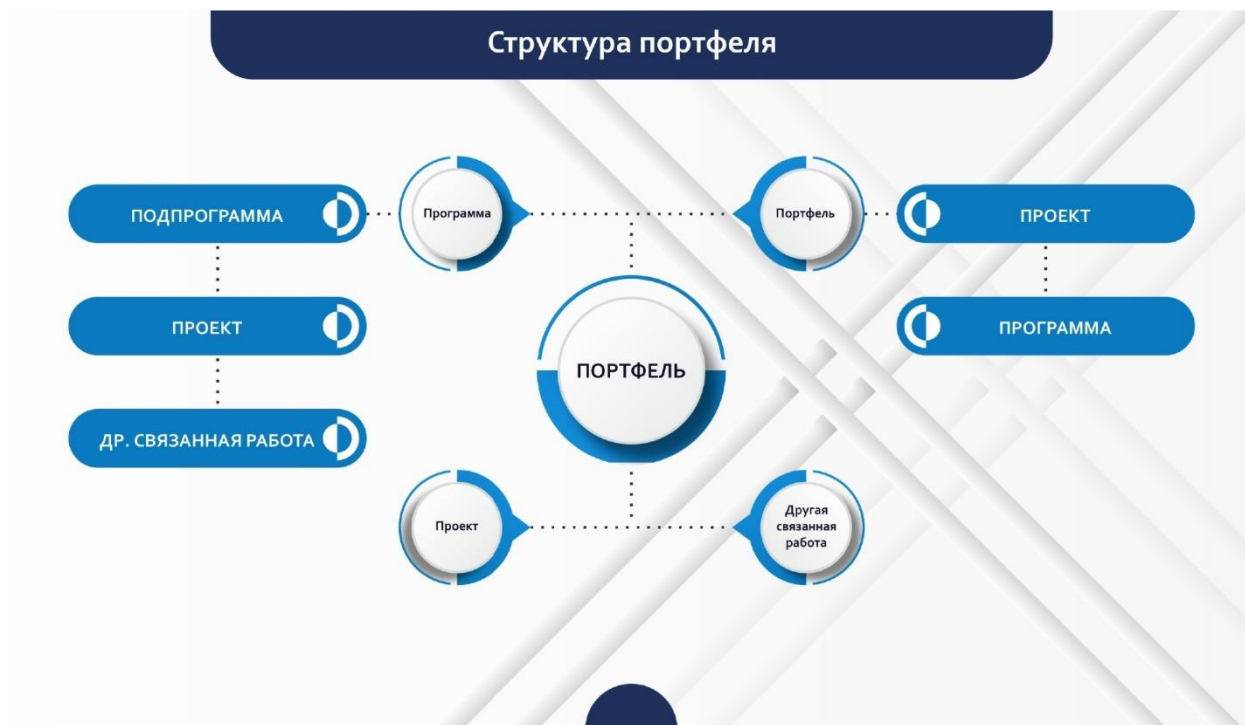 Структура портфеля
ПОДПРОГРАММА
Программа
Портфель
ПРОЕКТ
ПРОЕКТ
ПРОГРАММА
ПОРТФЕЛЬ
ДР. СВЯЗАННАЯ РАБОТА
Проект
Другая
связанная
работа